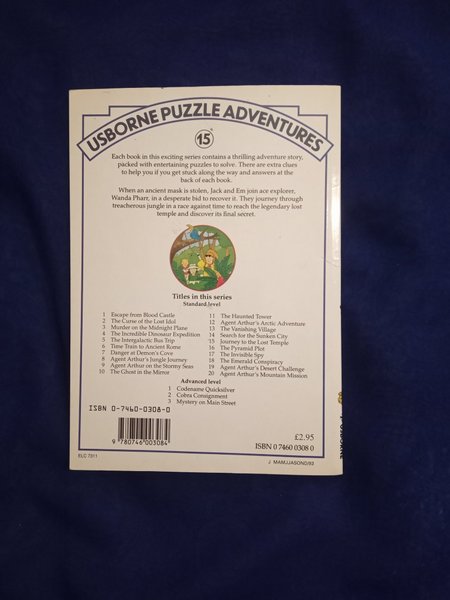 USBORNE PUZZLE ADVENTURES
15
Each book in this exciting series contains a thrilling adventure story,
packed with entertaining puzzles to solve. There are extra clues
to help you if you get stuck along the way and answers at the
back of each book.
When an ancient mask is stolen, Jack and Em join ace explorer,
Wanda Pharr, in a desperate bid to recover it. They journey through
treacherous jungle in a race against time to reach the legendary lost
temple and discover its final secret.
Titles in this series
Standard level
1 Escape from Blood Castle
2 The Curse of the Lost Idol
3 Murder on the Midnight Plane
4 The Incredible Dinosaur Expedition
5 The Intergalactic Bus Trip
6 Time Train to Ancient Rome
7 Danger at Demon's Cove
8 Agent Arthur's Jungle Journey
9 Agent Arthur on the Stormy Seas
10 The Ghost in the Mirror
11 The Haunted Tower
12 Agent Arthur's Arctic Adventure
13 The Vanishing Village
14 Search for the Sunken City
15 Journey to the Lost Temple
16 The Pyramid Plot
17 The Invisible Spy
18 The Emerald Conspiracy
19 Agent Arthur's Desert Challenge
20 Agent Arthur's Mountain Mission
Advanced level
1 Codename Quicksilver
2 Cobra Consignment
3 Mystery on Main Street
ISBN 0-7460-0308-0
9 780746 003084
£2.95
ISBN 0 7460 0308 0
ELC 7311
J MAMJJASOND/93
USBORNE